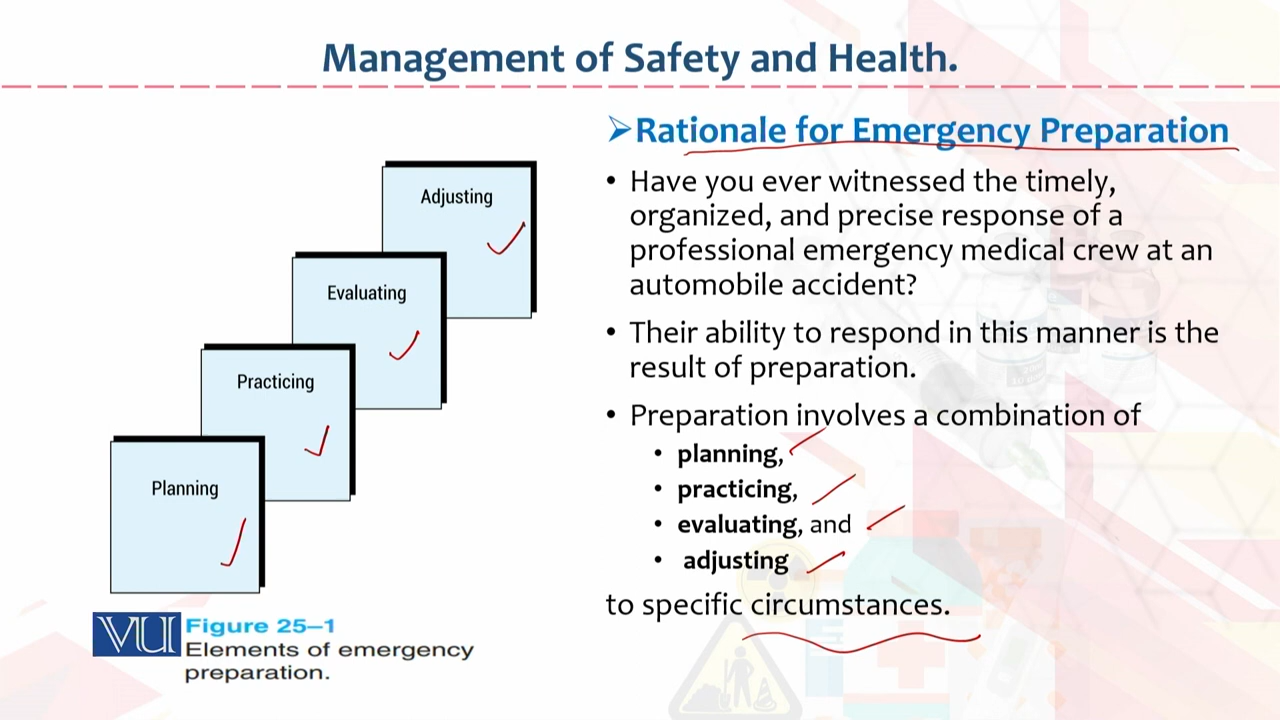 Management of Safety and Health.
Adjusting
Evaluating
Practicing
Planning
VU
Figure 25–1
Elements of emergency
preparation.
➢Rationale for Emergency Preparation
• Have you ever witnessed the timely,
organized, and precise response of a
professional emergency medical crew at an
automobile accident?
• Their ability to respond in this manner is the
result of preparation.
• Preparation involves a combination of
• planning,
• practicing,
• evaluating, and
• adjusting
to specific circumstances.